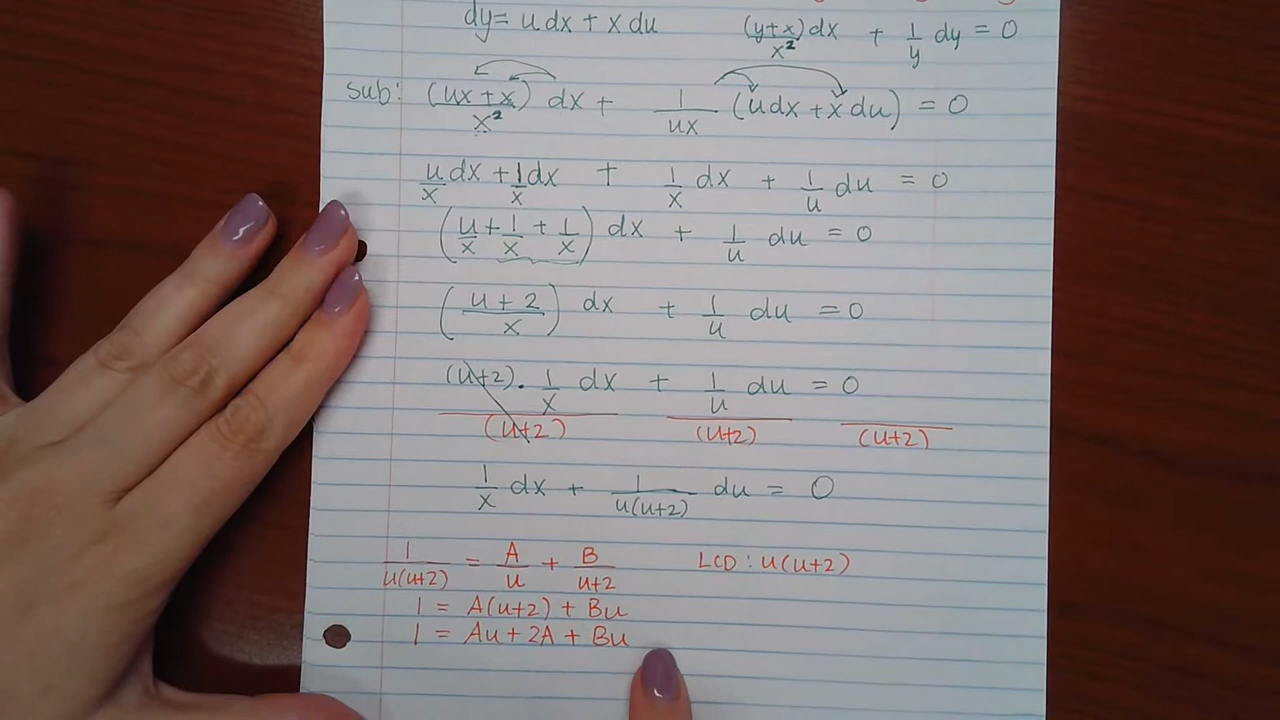 dy = u dx + x du (y+x)/x² dx + 1/y dy = 0
sub: (ux + x)/x² dx + 1/ux (u dx + x du) = 0
u/x dx + 1/x dx + 1/x dx + 1/u du = 0
(u/x + 1/x + 1/x) dx + 1/u du = 0
((u + 2)/x) dx + 1/u du = 0
(u+2) · 1/x dx + 1/u du = 0
(u+2) (u+2) (u+2)
1/x dx + 1/u(u+2) du = 0
1/u(u+2) = A/u + B/u+2 LCD: u(u+2)
1 = A(u+2) + Bu
1 = Au + 2A + Bu